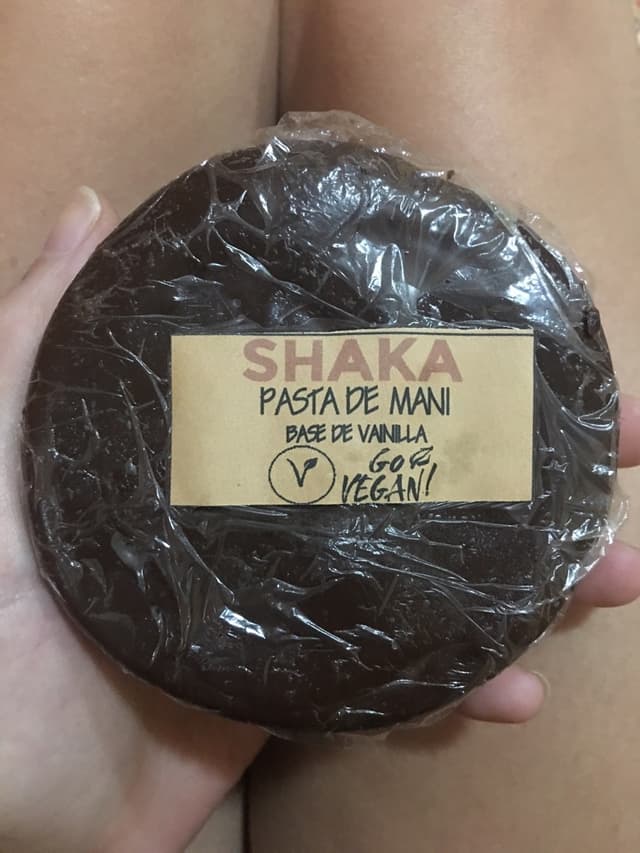 SHAKA
PASTA DE MANI
BASE DE VAINILLA
V GO
VEGAN!